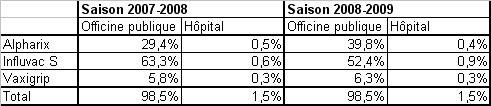 Saison 2007-2008 Saison 2008-2009
Officine publique Hôpital Officine publique Hôpital
Alpharix 29,4% 0,5% 39,8% 0,4%
Influvac S 63,3% 0,6% 52,4% 0,9%
Vaxigrip 5,8% 0,3% 6,3% 0,3%
Total 98,5% 1,5% 98,5% 1,5%